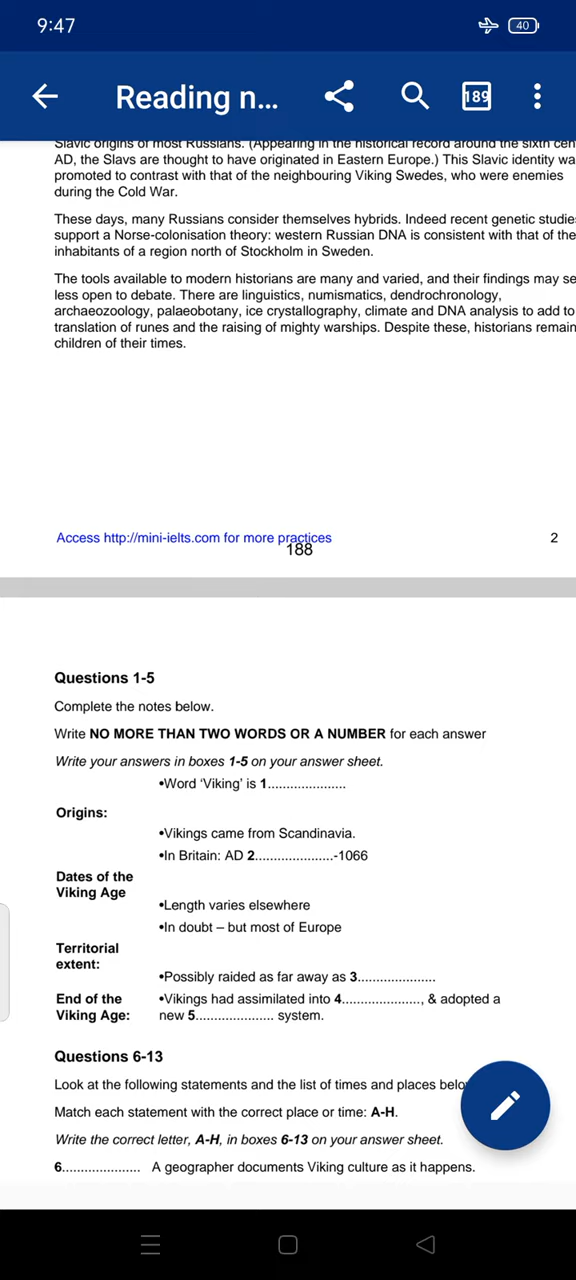 9:47
40
Reading n...
189
Slavic origins of most Russians. (Appearing in the historical record around the sixth cen
AD, the Slavs are thought to have originated in Eastern Europe.) This Slavic identity wa
promoted to contrast with that of the neighbouring Viking Swedes, who were enemies
during the Cold War.
These days, many Russians consider themselves hybrids. Indeed recent genetic studie
support a Norse-colonisation theory: western Russian DNA is consistent with that of the
inhabitants of a region north of Stockholm in Sweden.
The tools available to modern historians are many and varied, and their findings may se
less open to debate. There are linguistics, numismatics, dendrochronology,
archaeozoology, palaeobotany, ice crystallography, climate and DNA analysis to add to
translation of runes and the raising of mighty warships. Despite these, historians remain
children of their times.
Access http://mini-ielts.com for more practices
2
188
Questions 1-5
Complete the notes below.
Write NO MORE THAN TWO WORDS OR A NUMBER for each answer
Write your answers in boxes 1-5 on your answer sheet.
•Word ‘Viking’ is 1.....................
Origins:
•Vikings came from Scandinavia.
•In Britain: AD 2.....................-1066
Dates of the
Viking Age
•Length varies elsewhere
•In doubt – but most of Europe
Territorial
extent:
•Possibly raided as far away as 3.....................
End of the •Vikings had assimilated into 4....................., & adopted a
Viking Age: new 5..................... system.
Questions 6-13
Look at the following statements and the list of times and places belo
Match each statement with the correct place or time: A-H.
Write the correct letter, A-H, in boxes 6-13 on your answer sheet.
6..................... A geographer documents Viking culture as it happens.